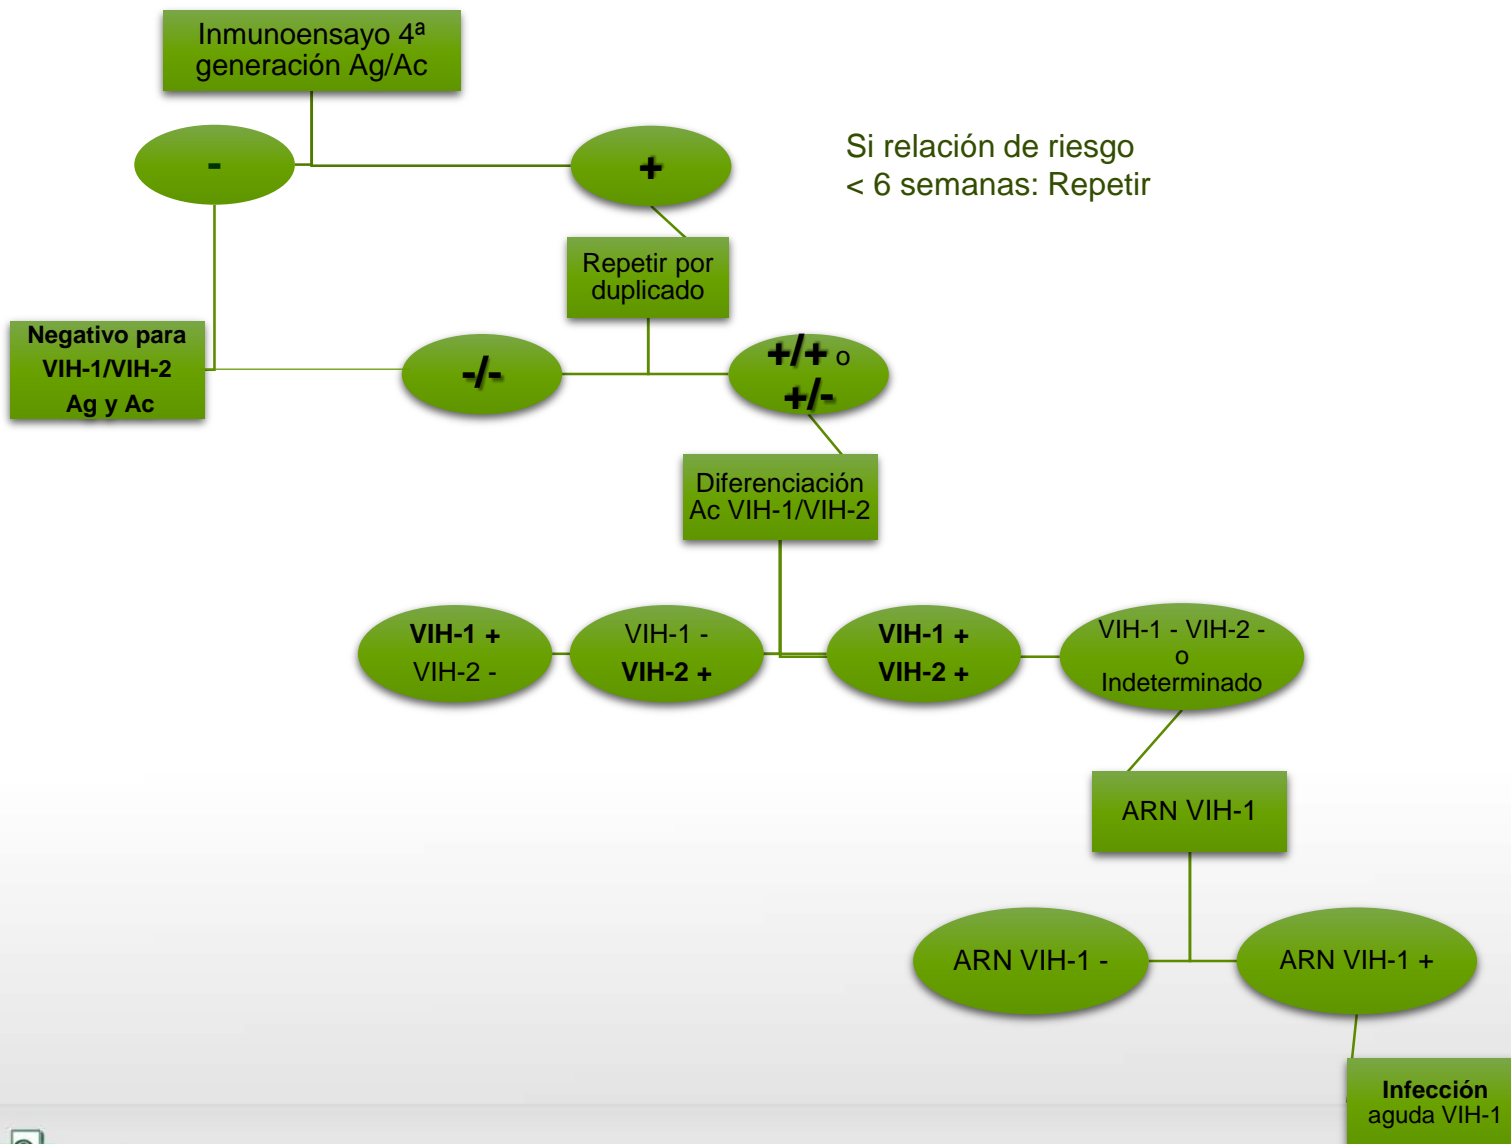 Inmunoensayo 4ª
generación Ag/Ac
-
+
Si relación de riesgo
< 6 semanas: Repetir
Repetir por
duplicado
Negativo para
VIH-1/VIH-2
Ag y Ac
-/-
+/+ o
+/-
Diferenciación
Ac VIH-1/VIH-2
VIH-1 +
VIH-2 -
VIH-1 -
VIH-2 +
VIH-1 +
VIH-2 +
VIH-1 - VIH-2 -
o
Indeterminado
ARN VIH-1
ARN VIH-1 -
ARN VIH-1 +
Infección
aguda VIH-1